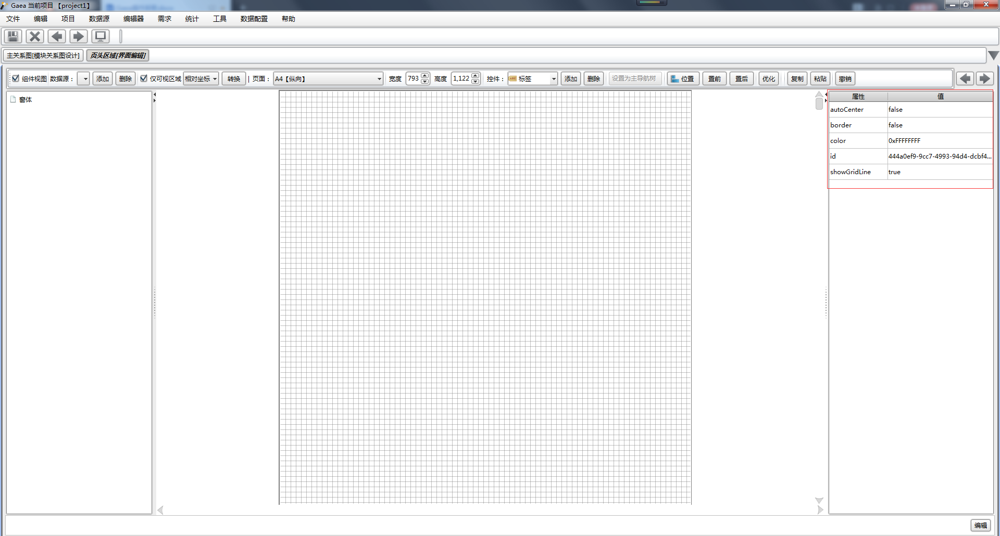 Gaea 当前项目 【project1】
文件 编辑 项目 数据源 编辑器 需求 统计 工具 数据配置 帮助
主关系图[模块关系图设计] 页头区域[界面编辑]
组件视图 数据源： 添加 删除 仅可视区域 相对坐标 转换 | 页面： A4【纵向】 宽度 793 高度 1,122 控件： ABC 标签 添加 删除 设置为主导航树 位置 置前 置后 优化 复制 粘贴 撤销
窗体
属性 值
autoCenter false
border false
color 0xFFFFFFFF
id 444a0ef9-9cc7-4993-94d4-dcbf4...
showGridLine true
编辑